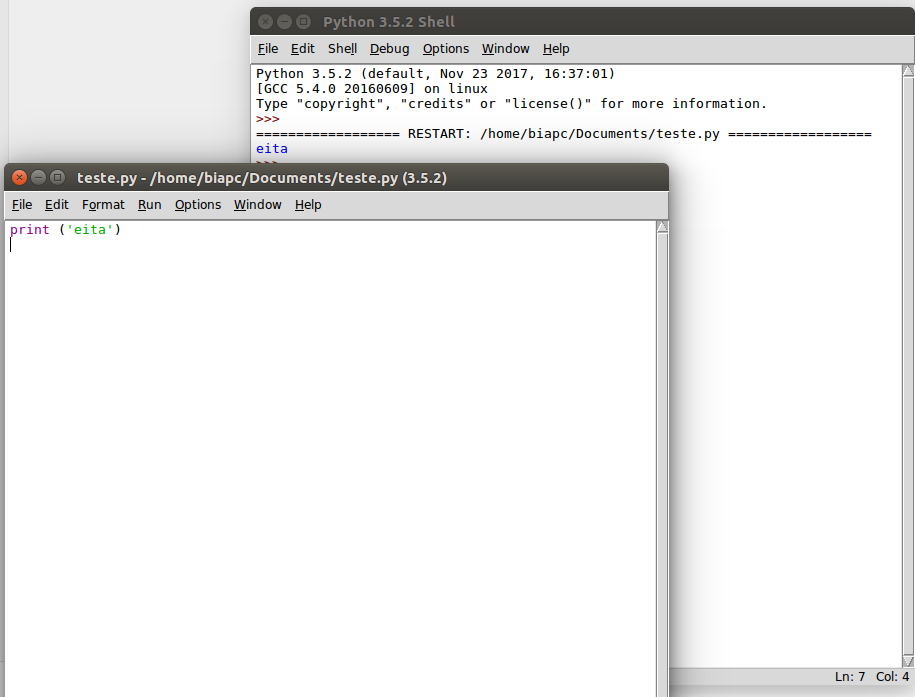 Python 3.5.2 Shell
File Edit Shell Debug Options Window Help
Python 3.5.2 (default, Nov 23 2017, 16:37:01)
[GCC 5.4.0 20160609] on linux
Type "copyright", "credits" or "license()" for more information.
>>>
================== RESTART: /home/biapc/Documents/teste.py ==================
eita
>>>
teste.py - /home/biapc/Documents/teste.py (3.5.2)
File Edit Format Run Options Window Help
print ('eita')
Ln: 7 Col: 4